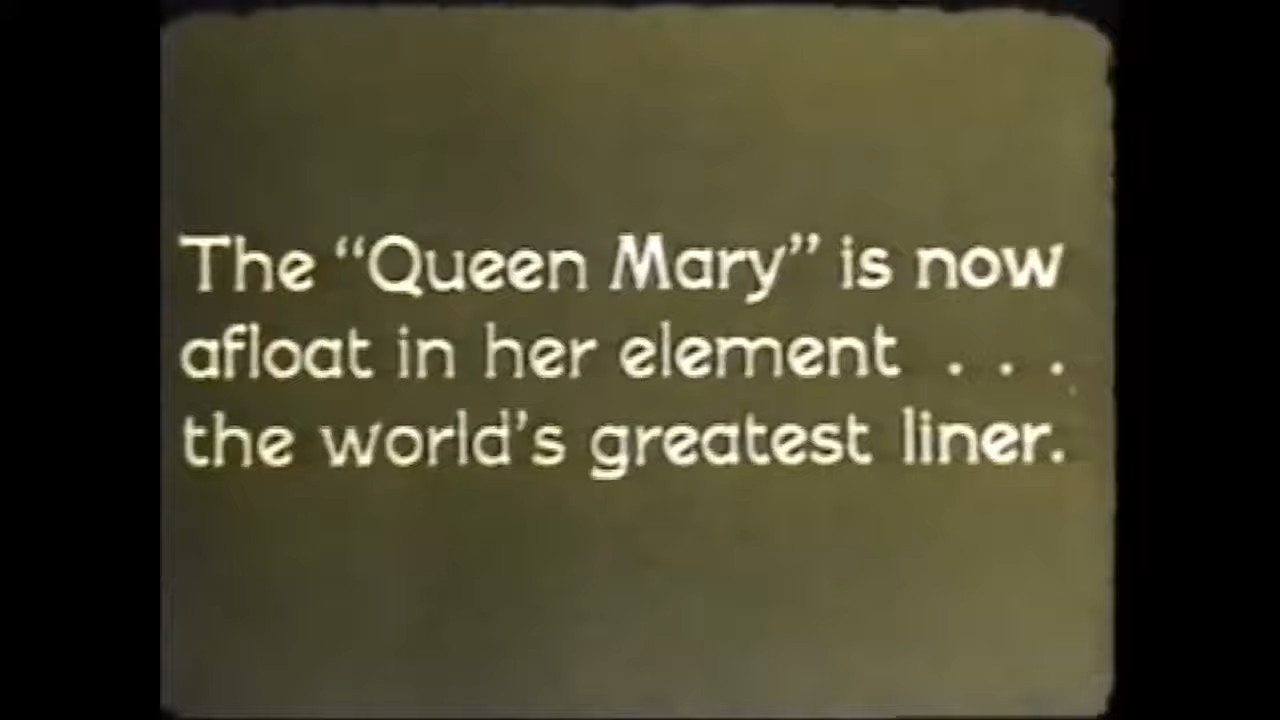 The “Queen Mary” is now
afloat in her element . . .
the world’s greatest liner.